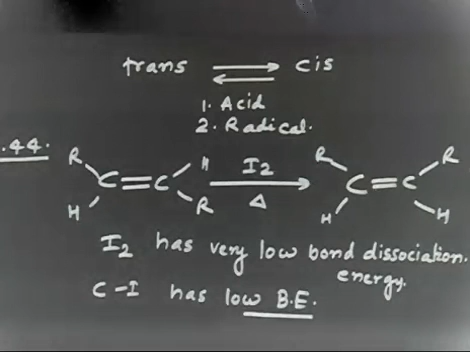 trans ⇌ cis
1. Acid
2. Radical.
.44.
R H I2 R R
C=C → C=C
H R Δ H H
I2 has very low bond dissociation.
energy.
C-I has low B.E.